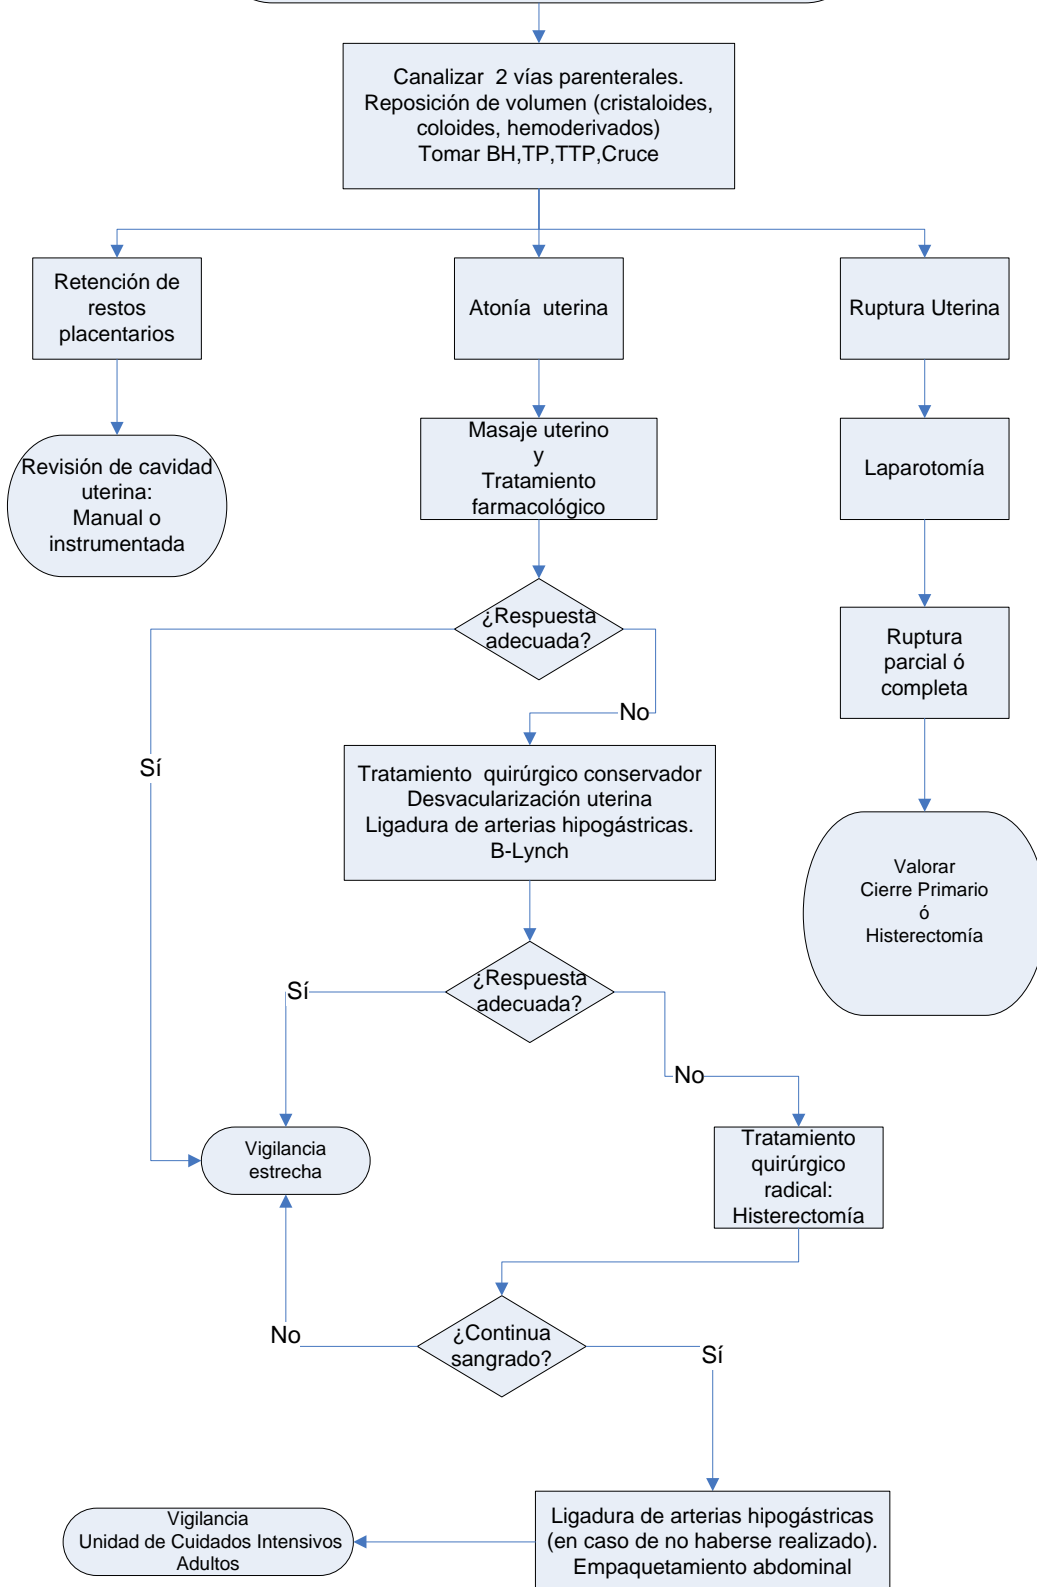 Canalizar 2 vías parenterales.
Reposición de volumen (cristaloides,
coloides, hemoderivados)
Tomar BH,TP,TTP,Cruce
Retención de
restos
placentarios
Atonía uterina
Ruptura Uterina
Revisión de cavidad
uterina:
Manual o
instrumentada
Masaje uterino
y
Tratamiento
farmacológico
Laparotomía
¿Respuesta
adecuada?
Ruptura
parcial ó
completa
No
Sí
Tratamiento quirúrgico conservador
Desvacularización uterina
Ligadura de arterias hipogástricas.
B-Lynch
Valorar
Cierre Primario
ó
Histerectomía
¿Respuesta
adecuada?
Sí
No
Vigilancia
estrecha
Tratamiento
quirúrgico
radical:
Histerectomía
¿Continua
sangrado?
No
Sí
Ligadura de arterias hipogástricas
(en caso de no haberse realizado).
Empaquetamiento abdominal
Vigilancia
Unidad de Cuidados Intensivos
Adultos